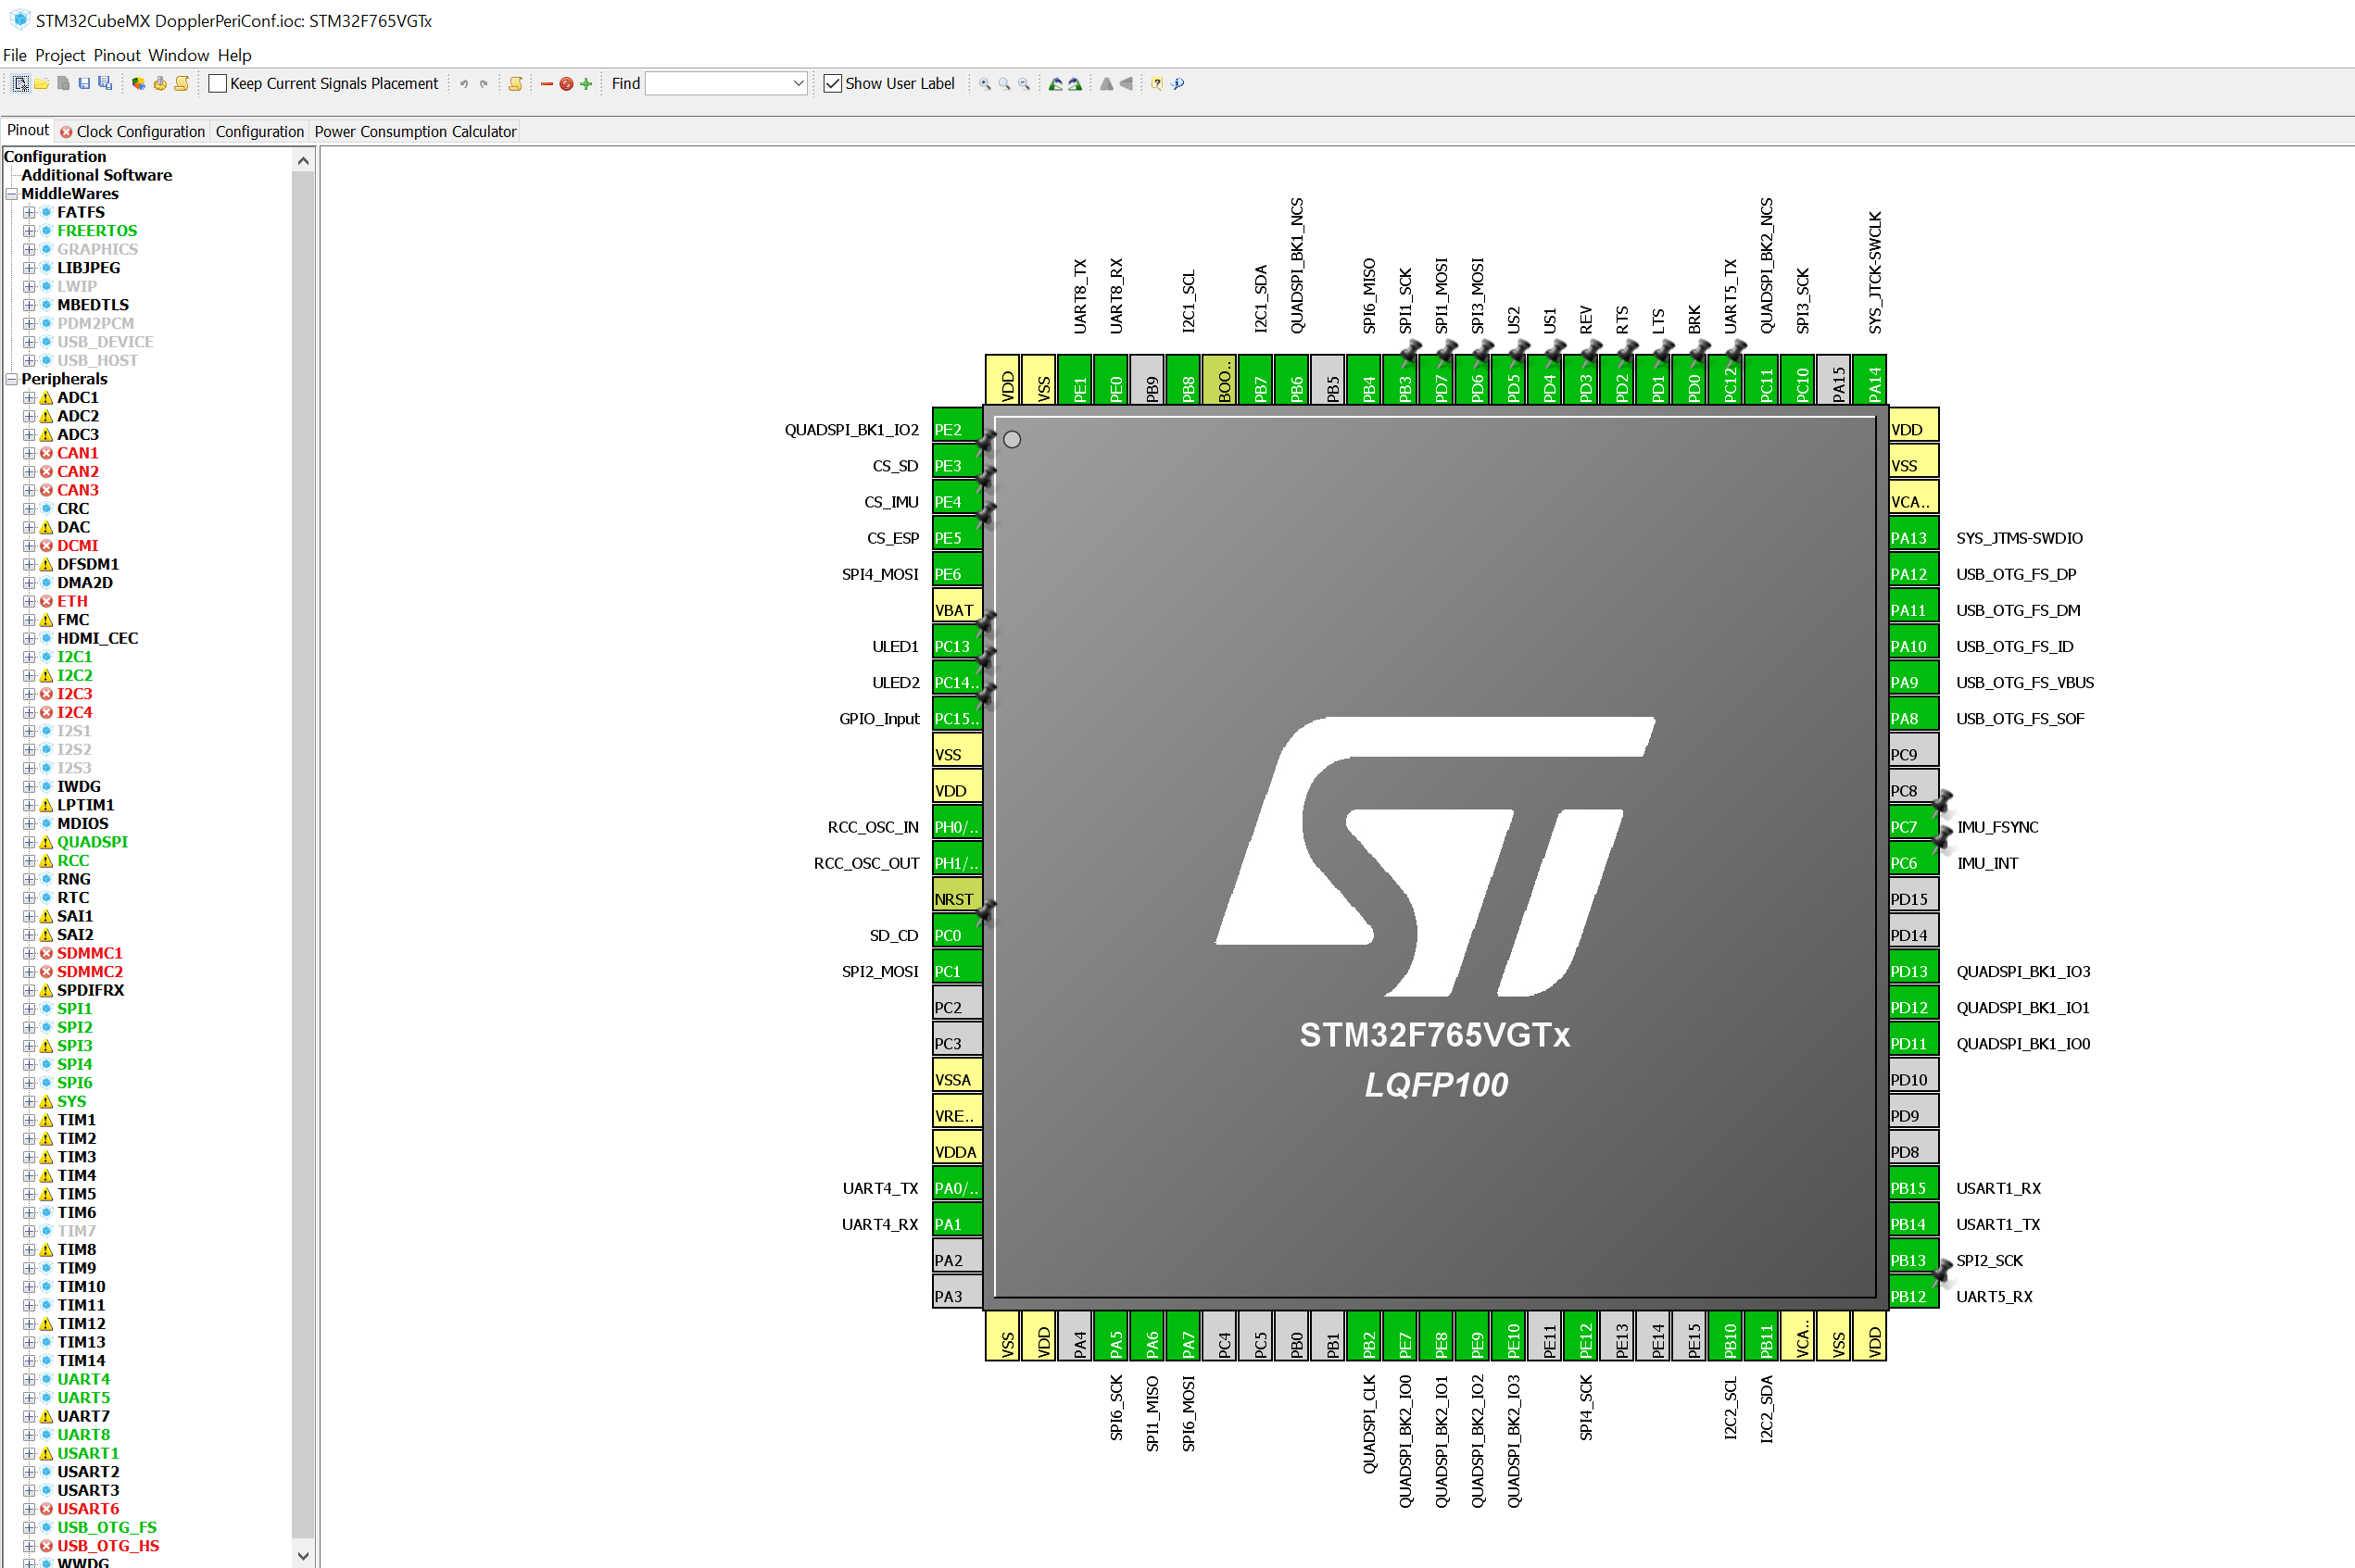 STM32CubeMX DopplerPeriConf.ioc: STM32F765VGTx
File Project Pinout Window Help
Keep Current Signals Placement Find Show User Label
Pinout Clock Configuration Configuration Power Consumption Calculator
Configuration
Additional Software
MiddleWares
FATFS
FREERTOS
GRAPHICS
LIBJPEG
LWIP
MBEDTLS
PDM2PCM
USB_DEVICE
USB_HOST
Peripherals
ADC1
ADC2
ADC3
CAN1
CAN2
CAN3
CRC
DAC
DCMI
DFSDM1
DMA2D
ETH
FMC
HDMI_CEC
I2C1
I2C2
I2C3
I2C4
I2S1
I2S2
I2S3
IWDG
LPTIM1
MDIOS
QUADSPI
RCC
RNG
RTC
SAI1
SAI2
SDMMC1
SDMMC2
SPDIFRX
SPI1
SPI2
SPI3
SPI4
SPI6
SYS
TIM1
TIM2
TIM3
TIM4
TIM5
TIM6
TIM7
TIM8
TIM9
TIM10
TIM11
TIM12
TIM13
TIM14
UART4
UART5
UART7
UART8
USART1
USART2
USART3
USART6
USB_OTG_FS
USB_OTG_HS
WWDG
UART8_TX
UART8_RX
I2C1_SCL
I2C1_SDA
QUADSPI_BK1_NCS
SPI6_MISO
SPI1_SCK
SPI1_MOSI
SPI3_MOSI
US2
US1
REV
RTS
LTS
BRK
UART5_TX
QUADSPI_BK2_NCS
SPI3_SCK
SYS_JTCK-SWCLK
VDD
VSS
PE1
PE0
PB9
PB8
BOO..
PB7
PB6
PB5
PB4
PB3
PD7
PD6
PD5
PD4
PD3
PD2
PD1
PD0
PC12
PC11
PC10
PA15
PA14
QUADSPI_BK1_IO2 PE2
CS_SD PE3
CS_IMU PE4
CS_ESP PE5
SPI4_MOSI PE6
VBAT
ULED1 PC13
ULED2 PC14..
GPIO_Input PC15..
VSS
VDD
RCC_OSC_IN PH0/..
RCC_OSC_OUT PH1/..
NRST
SD_CD PC0
SPI2_MOSI PC1
PC2
PC3
VSSA
VRE..
VDDA
UART4_TX PA0/..
UART4_RX PA1
PA2
PA3
ST
STM32F765VGTx
LQFP100
VDD
VSS
VCA..
PA13 SYS_JTMS-SWDIO
PA12 USB_OTG_FS_DP
PA11 USB_OTG_FS_DM
PA10 USB_OTG_FS_ID
PA9 USB_OTG_FS_VBUS
PA8 USB_OTG_FS_SOF
PC9
PC8
PC7 IMU_FSYNC
PC6 IMU_INT
PD15
PD14
PD13 QUADSPI_BK1_IO3
PD12 QUADSPI_BK1_IO1
PD11 QUADSPI_BK1_IO0
PD10
PD9
PD8
PB15 USART1_RX
PB14 USART1_TX
PB13 SPI2_SCK
PB12 UART5_RX
VSS
VDD
PA4
PA5
PA6
PA7
PC4
PC5
PB0
PB1
PB2
PE7
PE8
PE9
PE10
PE11
PE12
PE13
PE14
PE15
PB10
PB11
VCA..
VSS
VDD
SPI6_SCK
SPI1_MISO
SPI6_MOSI
QUADSPI_CLK
QUADSPI_BK2_IO0
QUADSPI_BK2_IO1
QUADSPI_BK2_IO2
QUADSPI_BK2_IO3
SPI4_SCK
I2C2_SCL
I2C2_SDA